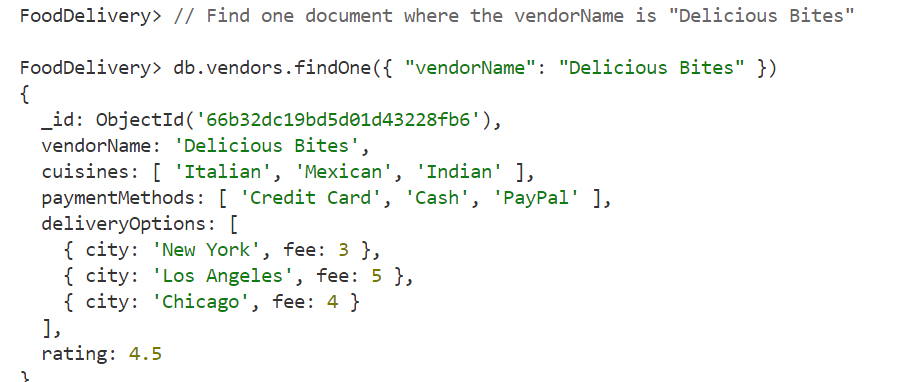 FoodDelivery> // Find one document where the vendorName is "Delicious Bites"
FoodDelivery> db.vendors.findOne({ "vendorName": "Delicious Bites" })
{
  _id: ObjectId('66b32dc19bd5d01d43228fb6'),
  vendorName: 'Delicious Bites',
  cuisines: [ 'Italian', 'Mexican', 'Indian' ],
  paymentMethods: [ 'Credit Card', 'Cash', 'PayPal' ],
  deliveryOptions: [
    { city: 'New York', fee: 3 },
    { city: 'Los Angeles', fee: 5 },
    { city: 'Chicago', fee: 4 }
  ],
  rating: 4.5
}